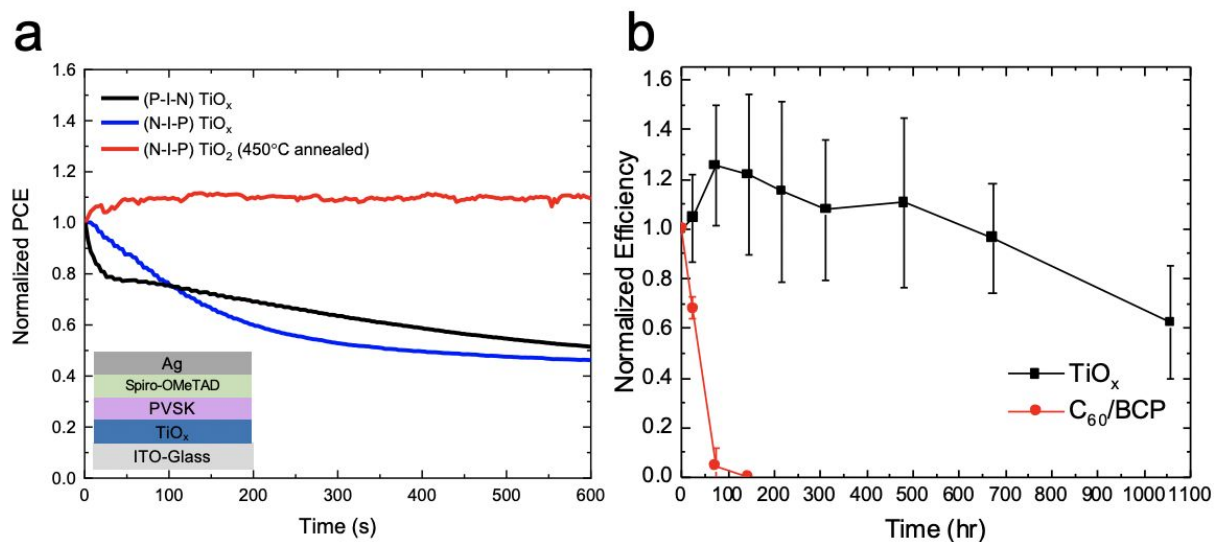 a
1.6
1.4
1.2
1.0
0.8
0.6
0.4
0.2
0.0
Normalized PCE
(P-I-N) TiOₓ
(N-I-P) TiOₓ
(N-I-P) TiO₂ (450°C annealed)
Ag
Spiro-OMeTAD
PVSK
TiOₓ
ITO-Glass
0 100 200 300 400 500 600
Time (s)
b
1.6
1.4
1.2
1.0
0.8
0.6
0.4
0.2
0.0
Normalized Efficiency
TiOₓ
C₆₀/BCP
0 100 200 300 400 500 600 700 800 900 1000 1100
Time (hr)